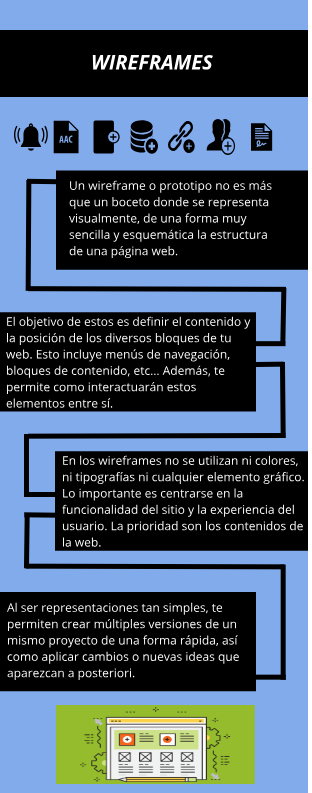 WIREFRAMES
AAC
Un wireframe o prototipo no es más
que un boceto donde se representa
visualmente, de una forma muy
sencilla y esquemática la estructura
de una página web.
El objetivo de estos es definir el contenido y
la posición de los diversos bloques de tu
web. Esto incluye menús de navegación,
bloques de contenido, etc... Además, te
permite como interactuarán estos
elementos entre sí.
En los wireframes no se utilizan ni colores,
ni tipografías ni cualquier elemento gráfico.
Lo importante es centrarse en la
funcionalidad del sitio y la experiencia del
usuario. La prioridad son los contenidos de
la web.
Al ser representaciones tan simples, te
permiten crear múltiples versiones de un
mismo proyecto de una forma rápida, así
como aplicar cambios o nuevas ideas que
aparezcan a posteriori.